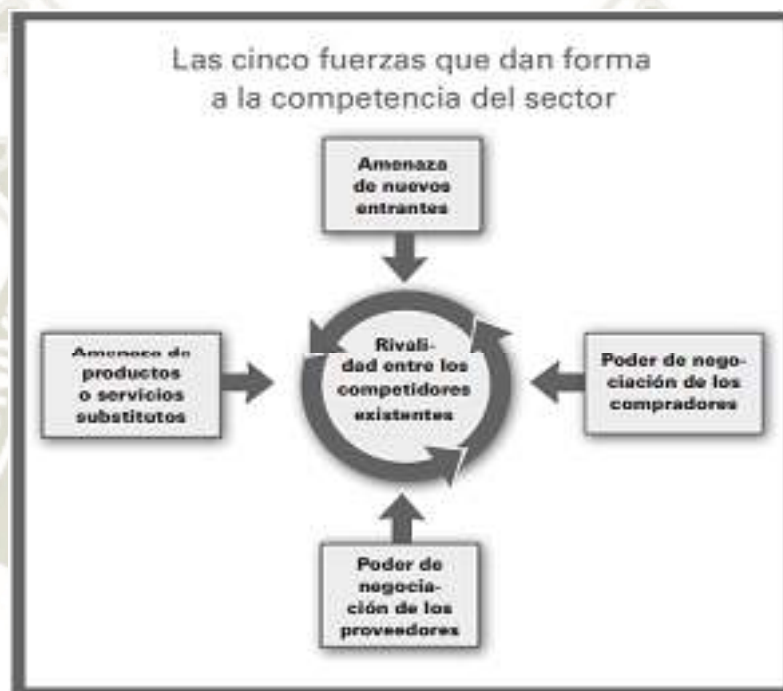 Las cinco fuerzas que dan forma
a la competencia del sector
Amenaza
de nuevos
entrantes
Amenaza de
productos
o servicios
substitutos
Rivali-
dad entre los
competidores
existentes
Poder de nego-
ciación de los
compradores
Poder de
negocia-
ción de los
proveedores